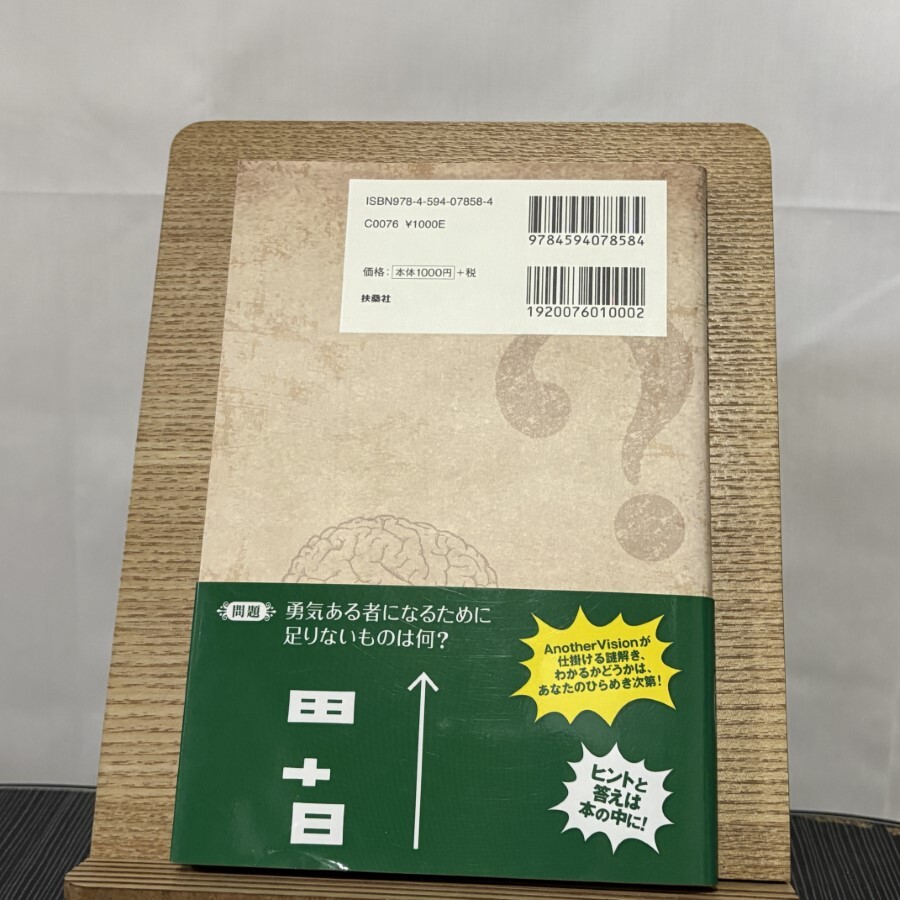 ISBN978-4-594-07858-4
C0076 ¥1000E
9784594078584
価格：本体1000円＋税
扶桑社
1920076010002
問題
勇気ある者になるために
足りないものは何？
AnotherVisionが
仕掛ける謎解き、
わかるかどうかは、
あなたのひらめき次第！
田
十
日
ヒントと
答えは
本の中に！